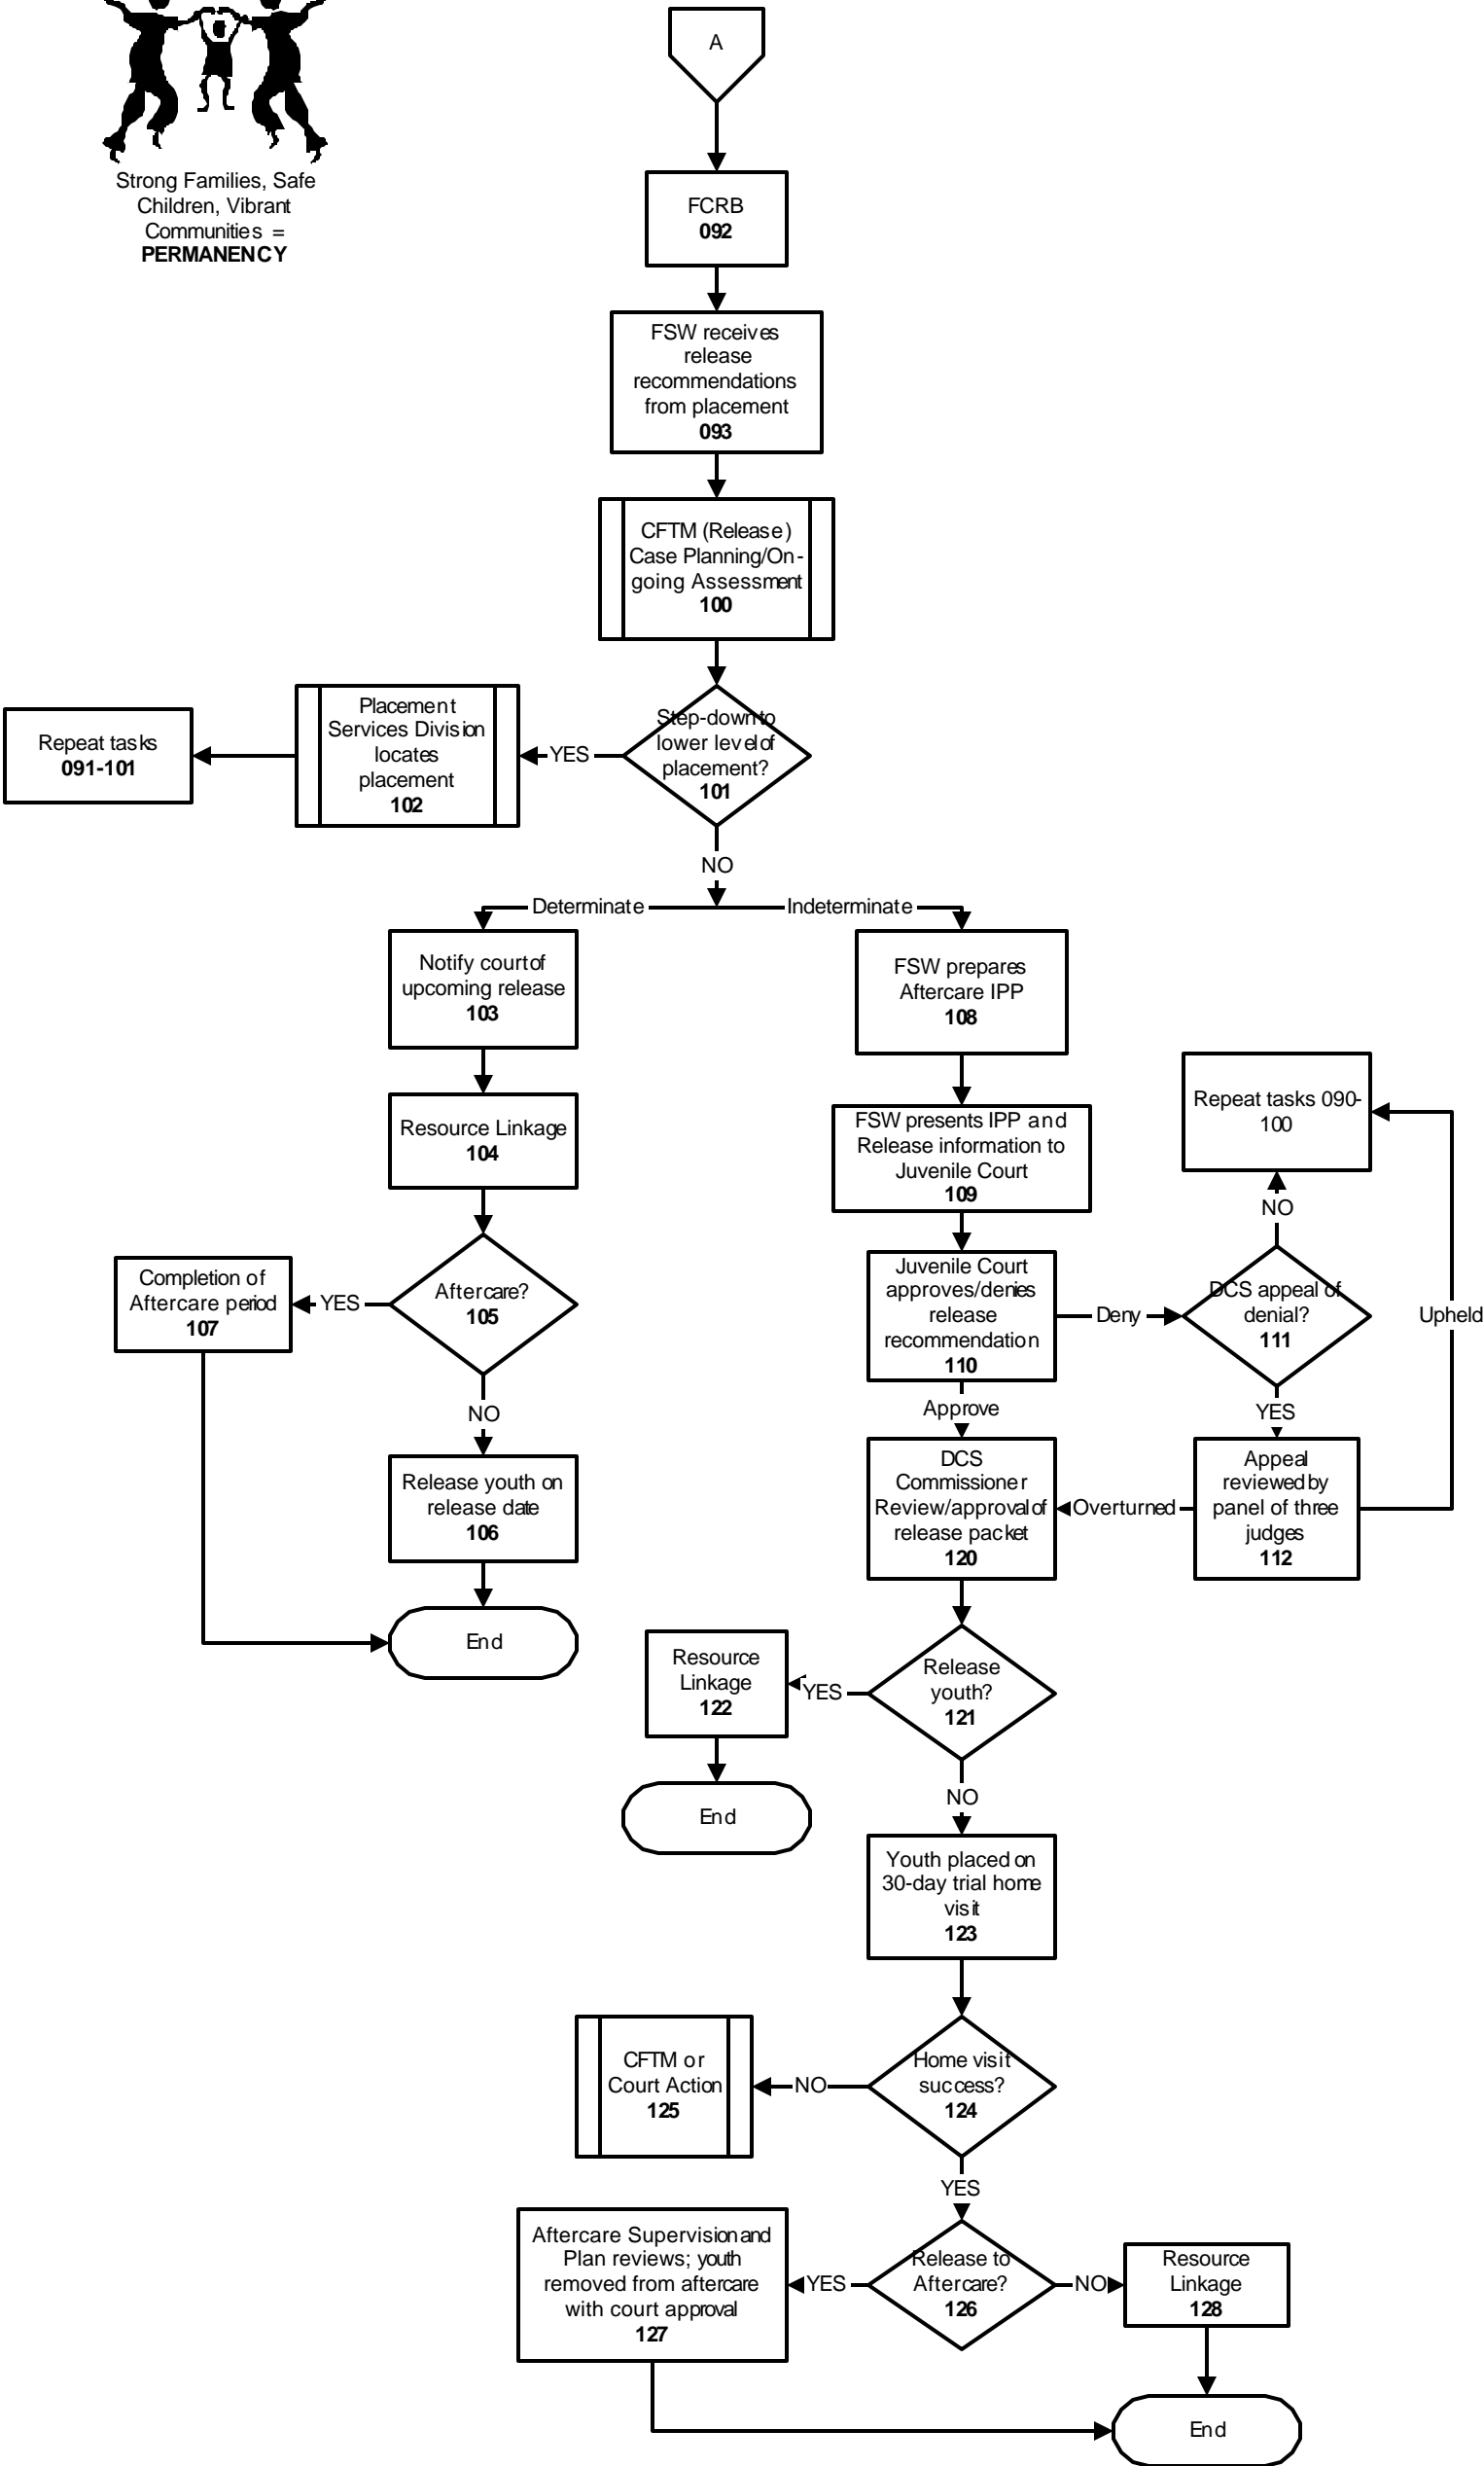 A
Strong Families, Safe
Children, Vibrant
Communities =
PERMANENCY
FCRB
092
FSW receives
release
recommendations
from placement
093
CFTM (Release)
Case Planning/On-
going Assessment
100
Step-down to
lower level of
placement?
101
YES
Placement
Services Division
locates
placement
102
Repeat tasks
091-101
NO
Determinate
Indeterminate
Notify court of
upcoming release
103
Resource Linkage
104
Aftercare?
105
YES
Completion of
Aftercare period
107
NO
Release youth on
release date
106
End
FSW prepares
Aftercare IPP
108
FSW presents IPP and
Release information to
Juvenile Court
109
Juvenile Court
approves/denies
release
recommendation
110
Deny
DCS appeal of
denial?
111
NO
Repeat tasks 090-
100
Upheld
YES
Appeal
reviewed by
panel of three
judges
112
Overturned
Approve
DCS
Commissioner
Review/approval of
release packet
120
Release
youth?
121
YES
Resource
Linkage
122
End
NO
Youth placed on
30-day trial home
visit
123
Home visit
success?
124
NO
CFTM or
Court Action
125
YES
Release to
Aftercare?
126
YES
Aftercare Supervision and
Plan reviews; youth
removed from aftercare
with court approval
127
NO
Resource
Linkage
128
End